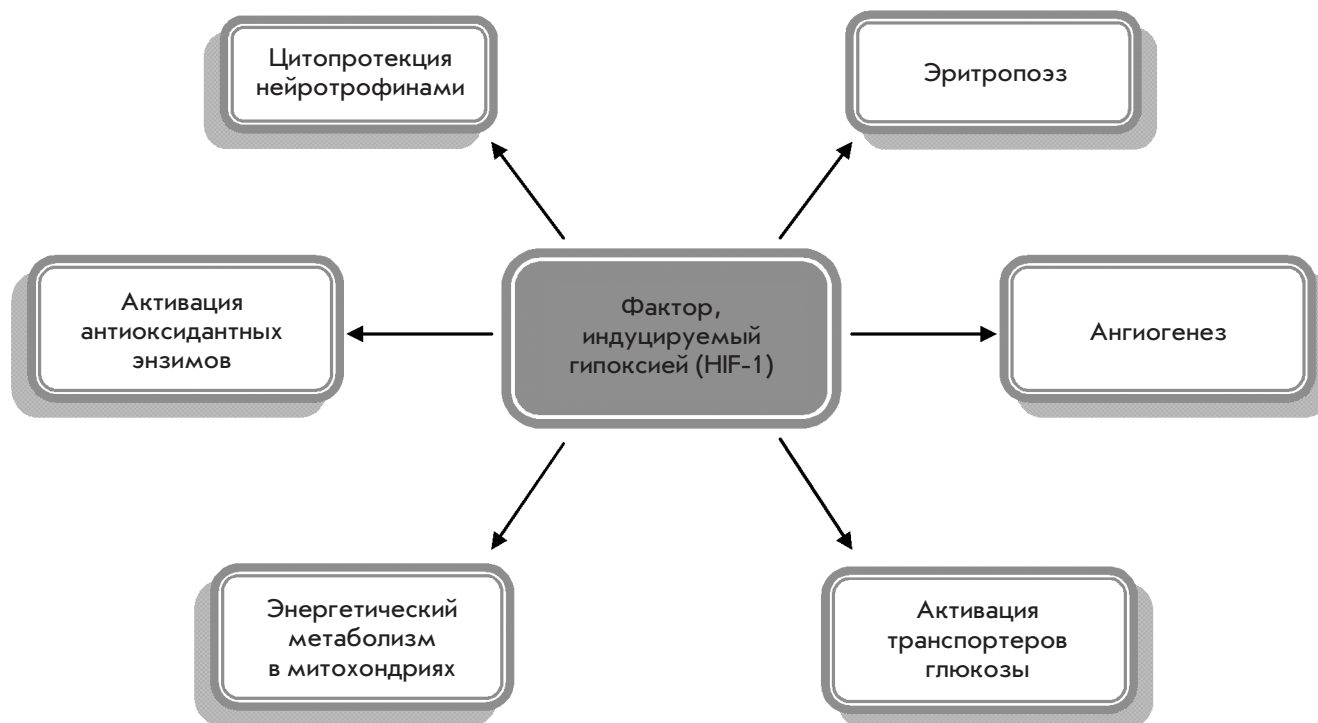 Цитопротекция
нейротрофинами
Эритропоэз
Активация
антиоксидантных
энзимов
Фактор,
индуцируемый
гипоксией (HIF-1)
Ангиогенез
Энергетический
метаболизм
в митохондриях
Активация
транспортеров
глюкозы